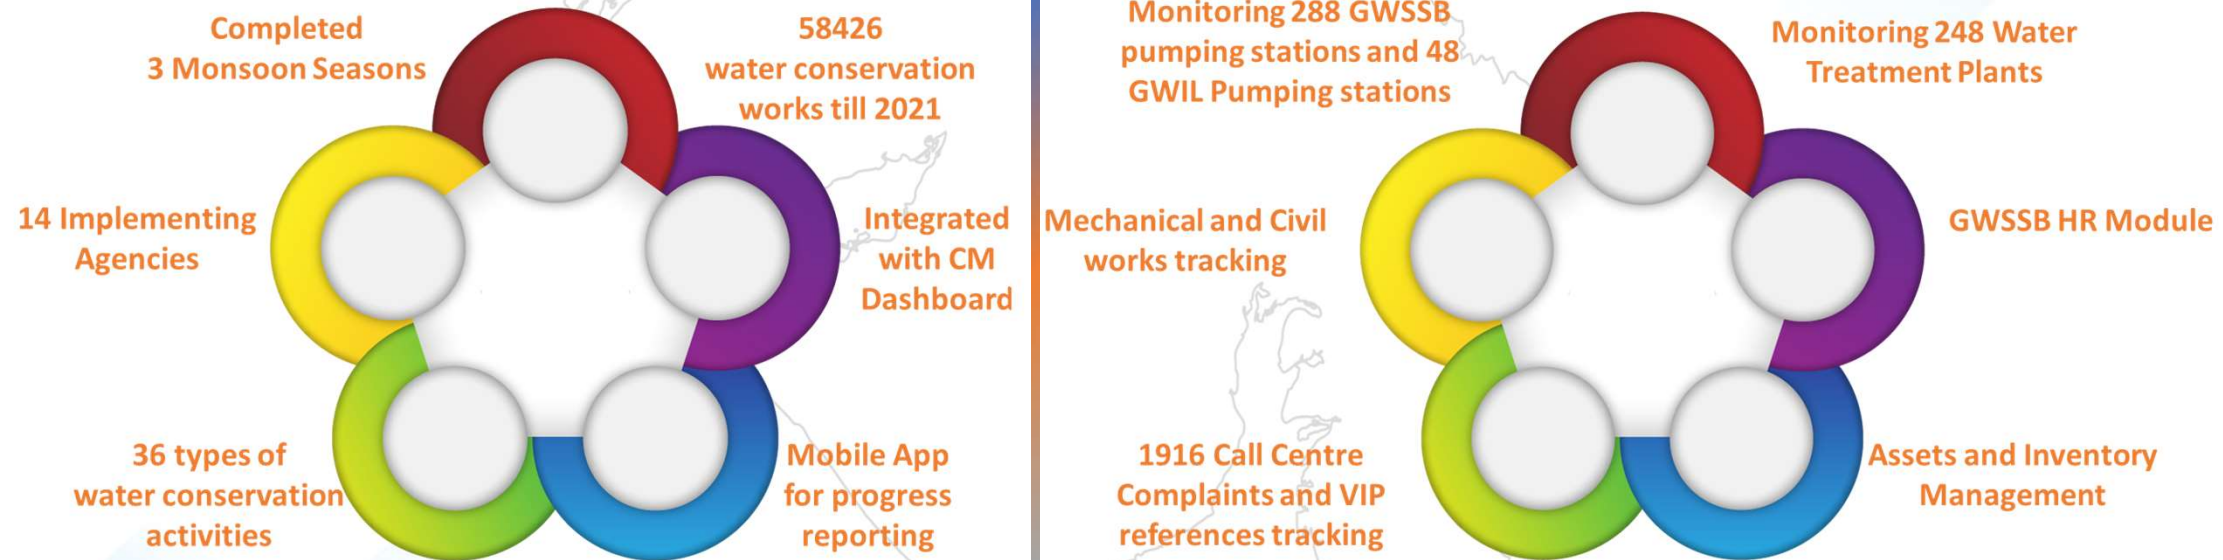 Completed
3 Monsoon Seasons
58426
water conservation
works till 2021
14 Implementing
Agencies
Integrated
with CM
Dashboard
36 types of
water conservation
activities
Mobile App
for progress
reporting
Monitoring 288 GWSSB
pumping stations and 48
GWIL Pumping stations
Monitoring 248 Water
Treatment Plants
Mechanical and Civil
works tracking
GWSSB HR Module
1916 Call Centre
Complaints and VIP
references tracking
Assets and Inventory
Management